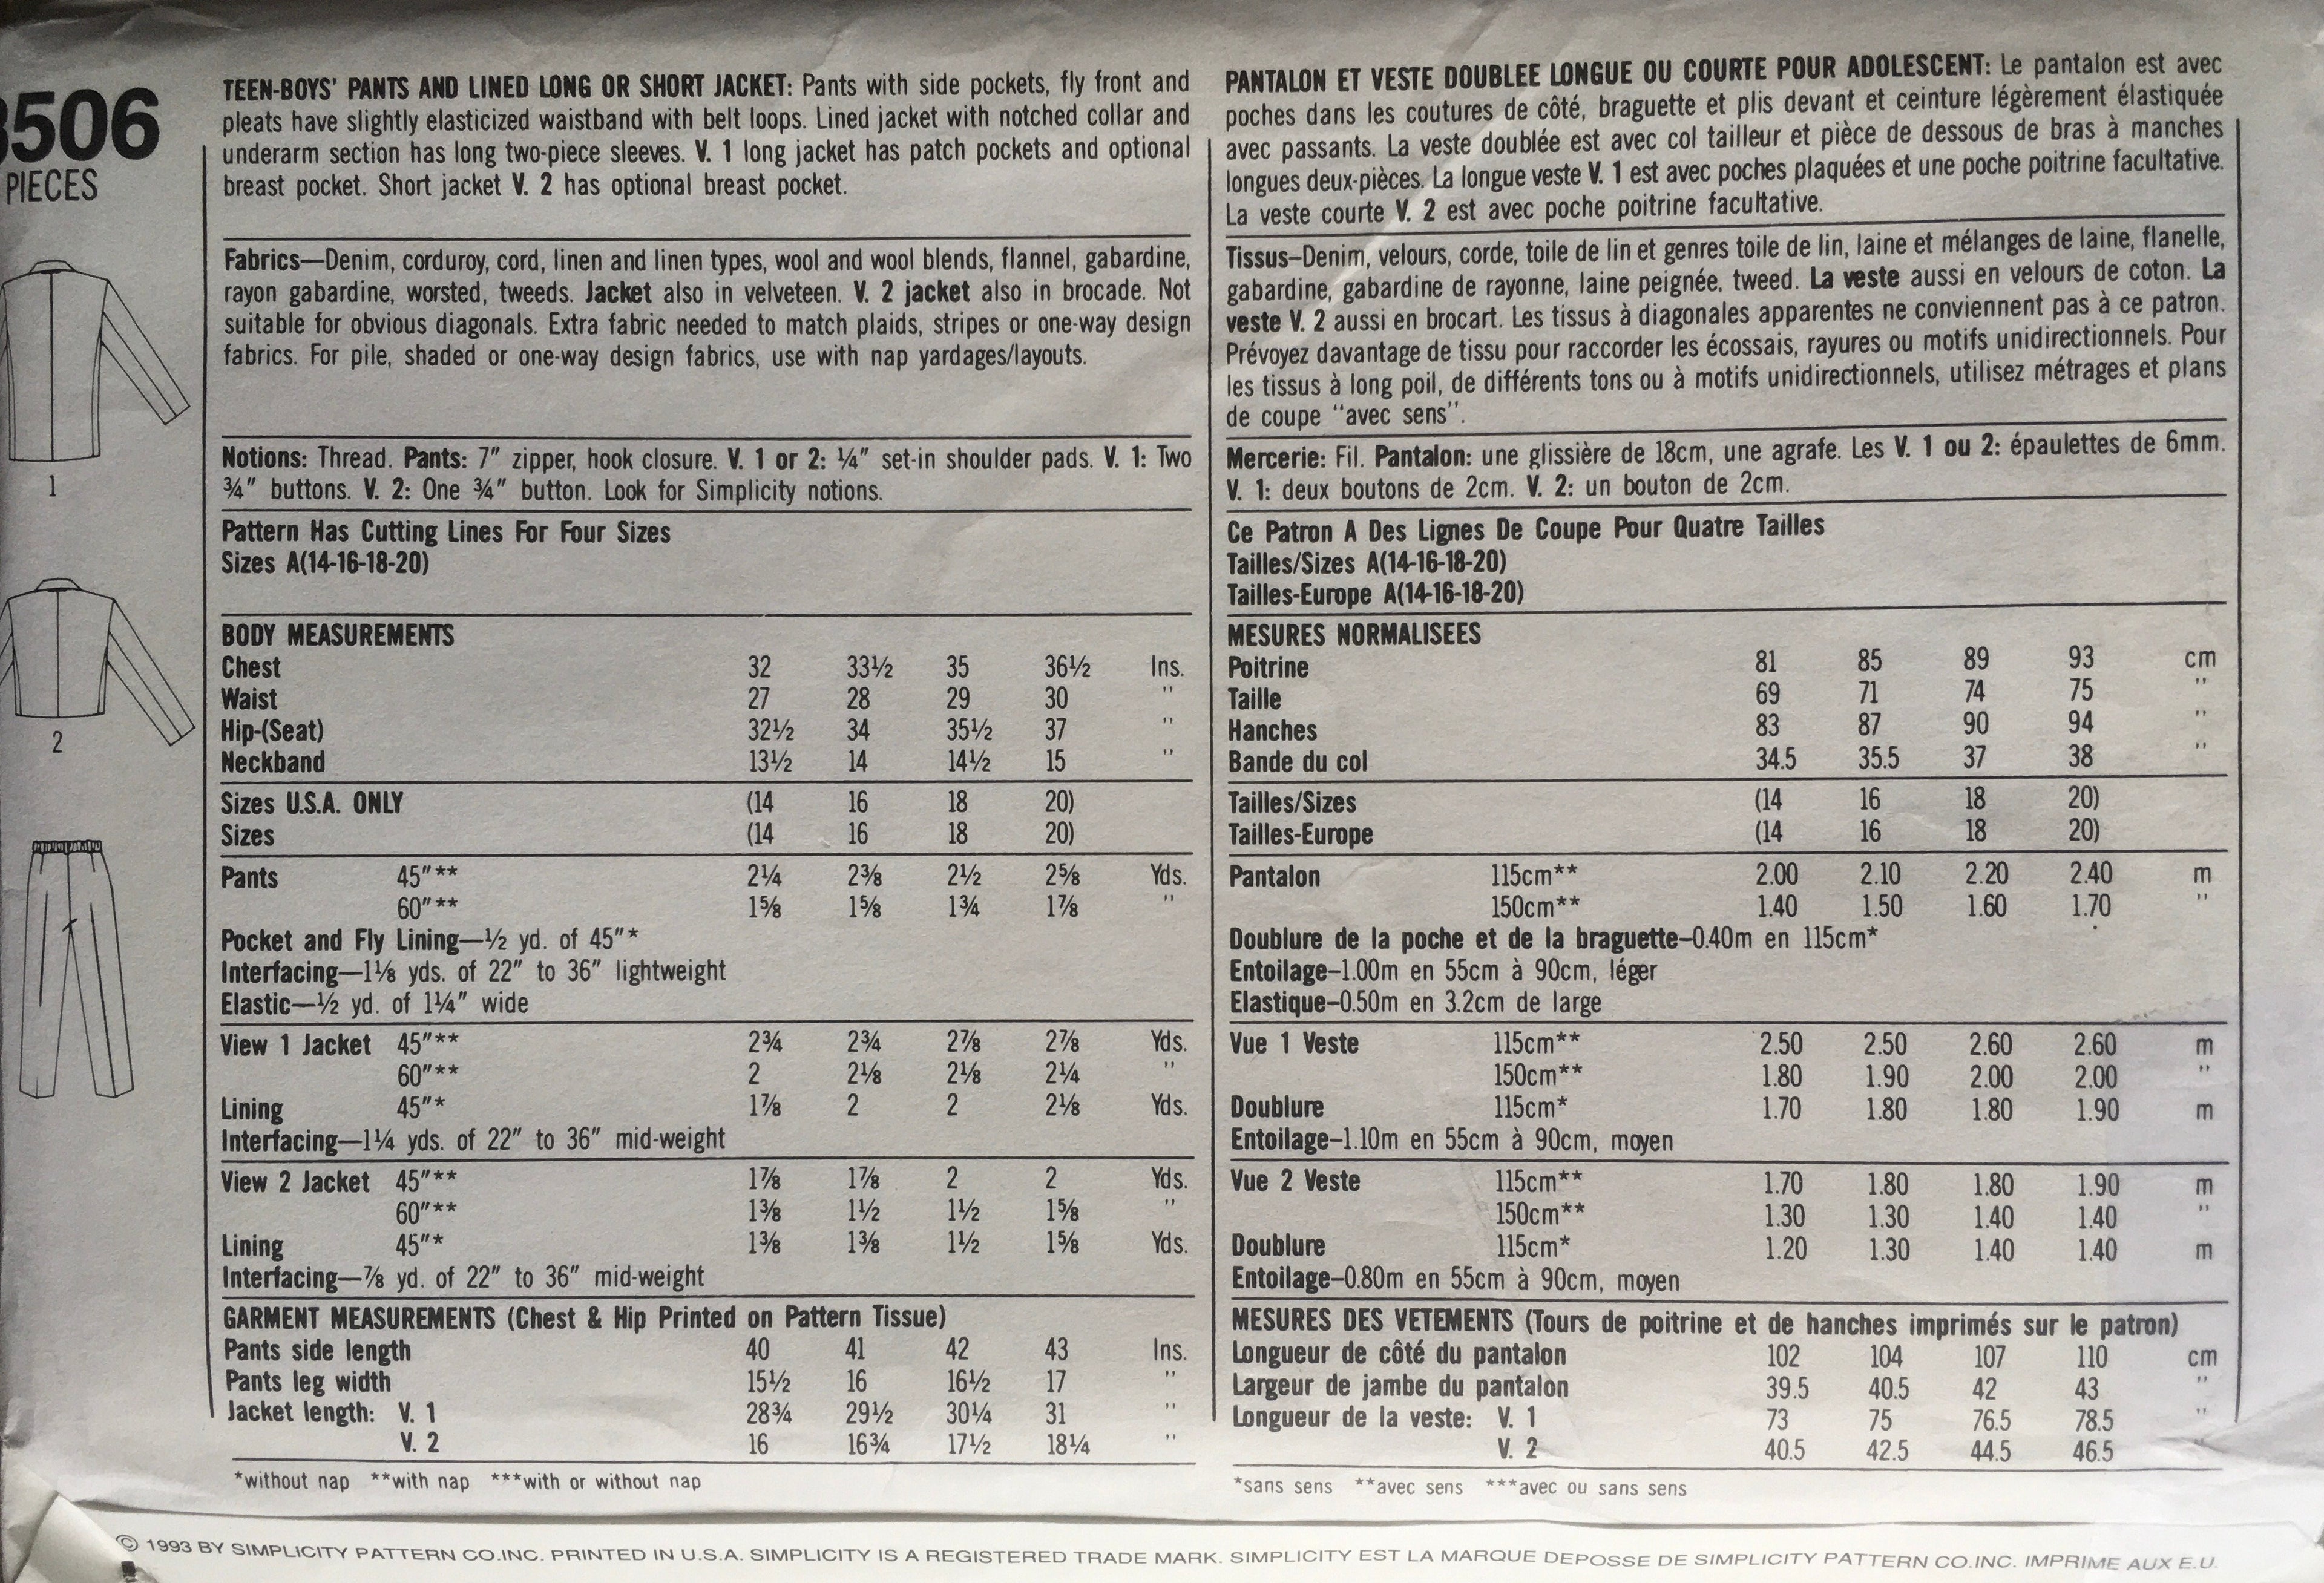 506
PIECES
1
2
TEEN-BOYS' PANTS AND LINED LONG OR SHORT JACKET: Pants with side pockets, fly front and
pleats have slightly elasticized waistband with belt loops. Lined jacket with notched collar and
underarm section has long two-piece sleeves. V. 1 long jacket has patch pockets and optional
breast pocket. Short jacket V. 2 has optional breast pocket.
Fabrics—Denim, corduroy, cord, linen and linen types, wool and wool blends, flannel, gabardine,
rayon gabardine, worsted, tweeds. Jacket also in velveteen. V. 2 jacket also in brocade. Not
suitable for obvious diagonals. Extra fabric needed to match plaids, stripes or one-way design
fabrics. For pile, shaded or one-way design fabrics, use with nap yardages/layouts.
Notions: Thread. Pants: 7″ zipper, hook closure. V. 1 or 2: ¼″ set-in shoulder pads. V. 1: Two
¾″ buttons. V. 2: One ¾″ button. Look for Simplicity notions.
Pattern Has Cutting Lines For Four Sizes
Sizes A(14-16-18-20)
BODY MEASUREMENTS
Chest 32 33½ 35 36½ Ins.
Waist 27 28 29 30 ″
Hip-(Seat) 32½ 34 35½ 37 ″
Neckband 13½ 14 14½ 15 ″
Sizes U.S.A. ONLY (14 16 18 20)
Sizes (14 16 18 20)
Pants 45″** 2¼ 2⅜ 2½ 2⅝ Yds.
60″** 1⅝ 1⅝ 1¾ 1⅞ ″
Pocket and Fly Lining—½ yd. of 45″*
Interfacing—1⅛ yds. of 22″ to 36″ lightweight
Elastic—½ yd. of 1¼″ wide
View 1 Jacket 45″** 2¾ 2¾ 2⅞ 2⅞ Yds.
60″** 2 2⅛ 2⅛ 2¼ ″
Lining 45″* 1⅞ 2 2 2⅛ Yds.
Interfacing—1¼ yds. of 22″ to 36″ mid-weight
View 2 Jacket 45″** 1⅞ 1⅞ 2 2 Yds.
60″** 1⅜ 1½ 1½ 1⅝ ″
Lining 45″* 1⅜ 1⅜ 1½ 1⅝ Yds.
Interfacing—⅞ yd. of 22″ to 36″ mid-weight
GARMENT MEASUREMENTS (Chest & Hip Printed on Pattern Tissue)
Pants side length 40 41 42 43 Ins.
Pants leg width 15½ 16 16½ 17 ″
Jacket length: V. 1 28¾ 29½ 30¼ 31 ″
V. 2 16 16¾ 17½ 18¼ ″
*without nap **with nap ***with or without nap
PANTALON ET VESTE DOUBLEE LONGUE OU COURTE POUR ADOLESCENT: Le pantalon est avec
poches dans les coutures de côté, braguette et plis devant et ceinture légèrement élastiquée
avec passants. La veste doublée est avec col tailleur et pièce de dessous de bras à manches
longues deux-pièces. La longue veste V. 1 est avec poches plaquées et une poche poitrine facultative.
La veste courte V. 2 est avec poche poitrine facultative.
Tissus–Denim, velours, corde, toile de lin et genres toile de lin, laine et mélanges de laine, flanelle,
gabardine, gabardine de rayonne, laine peignée, tweed. La veste aussi en velours de coton. La
veste V. 2 aussi en brocart. Les tissus à diagonales apparentes ne conviennent pas à ce patron.
Prévoyez davantage de tissu pour raccorder les écossais, rayures ou motifs unidirectionnels. Pour
les tissus à long poil, de différents tons ou à motifs unidirectionnels, utilisez métrages et plans
de coupe "avec sens".
Mercerie: Fil. Pantalon: une glissière de 18cm, une agrafe. Les V. 1 ou 2: épaulettes de 6mm.
V. 1: deux boutons de 2cm. V. 2: un bouton de 2cm.
Ce Patron A Des Lignes De Coupe Pour Quatre Tailles
Tailles/Sizes A(14-16-18-20)
Tailles-Europe A(14-16-18-20)
MESURES NORMALISEES
Poitrine 81 85 89 93 cm
Taille 69 71 74 75 ″
Hanches 83 87 90 94 ″
Bande du col 34.5 35.5 37 38 ″
Tailles/Sizes (14 16 18 20)
Tailles-Europe (14 16 18 20)
Pantalon 115cm** 2.00 2.10 2.20 2.40 m
150cm** 1.40 1.50 1.60 1.70 ″
Doublure de la poche et de la braguette–0.40m en 115cm*
Entoilage–1.00m en 55cm à 90cm, léger
Elastique–0.50m en 3.2cm de large
Vue 1 Veste 115cm** 2.50 2.50 2.60 2.60 m
150cm** 1.80 1.90 2.00 2.00 ″
Doublure 115cm* 1.70 1.80 1.80 1.90 m
Entoilage–1.10m en 55cm à 90cm, moyen
Vue 2 Veste 115cm** 1.70 1.80 1.80 1.90 m
150cm** 1.30 1.30 1.40 1.40 ″
Doublure 115cm* 1.20 1.30 1.40 1.40 m
Entoilage–0.80m en 55cm à 90cm, moyen
MESURES DES VETEMENTS (Tours de poitrine et de hanches imprimés sur le patron)
Longueur de côté du pantalon 102 104 107 110 cm
Largeur de jambe du pantalon 39.5 40.5 42 43 ″
Longueur de la veste: V. 1 73 75 76.5 78.5 ″
V. 2 40.5 42.5 44.5 46.5 ″
*sans sens **avec sens ***avec ou sans sens
© 1993 BY SIMPLICITY PATTERN CO.INC. PRINTED IN U.S.A. SIMPLICITY IS A REGISTERED TRADE MARK. SIMPLICITY EST LA MARQUE DEPOSSE DE SIMPLICITY PATTERN CO.INC. IMPRIME AUX E.U.